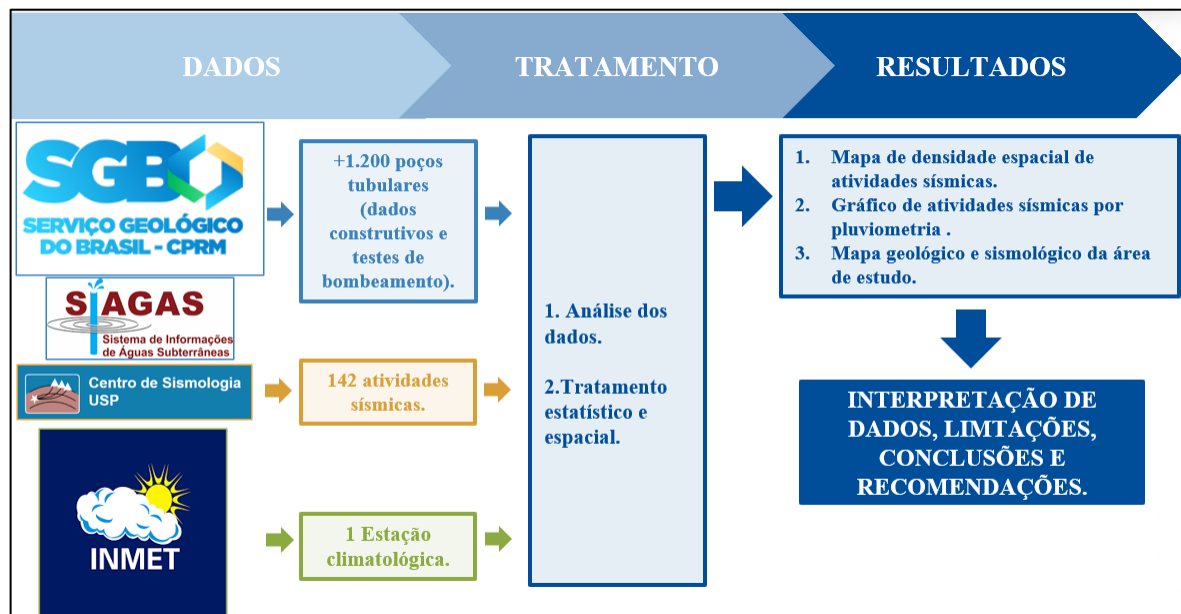 DADOS
TRATAMENTO
RESULTADOS
SGB
SERVIÇO GEOLÓGICO
DO BRASIL - CPRM
+1.200 poços
tubulares
(dados
construtivos e
testes de
bombeamento).
SIAGAS
Sistema de Informações
de Águas Subterrâneas
Centro de Sismologia
USP
142 atividades
sísmicas.
INMET
1 Estação
climatológica.
1. Análise dos
dados.
2.Tratamento
estatístico e
espacial.
1. Mapa de densidade espacial de
atividades sísmicas.
2. Gráfico de atividades sísmicas por
pluviometria .
3. Mapa geológico e sismológico da área
de estudo.
INTERPRETAÇÃO DE
DADOS, LIMTAÇÕES,
CONCLUSÕES E
RECOMENDAÇÕES.